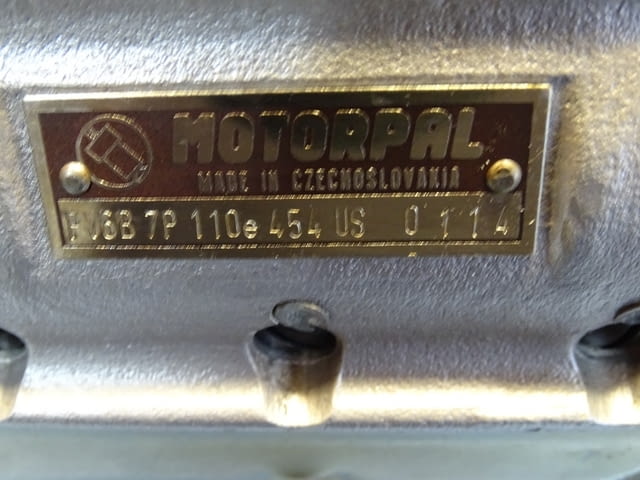 MOTORPAL
MADE IN CZECHOSLOVAKIA
PV6B 7P 110e 454 US 0114